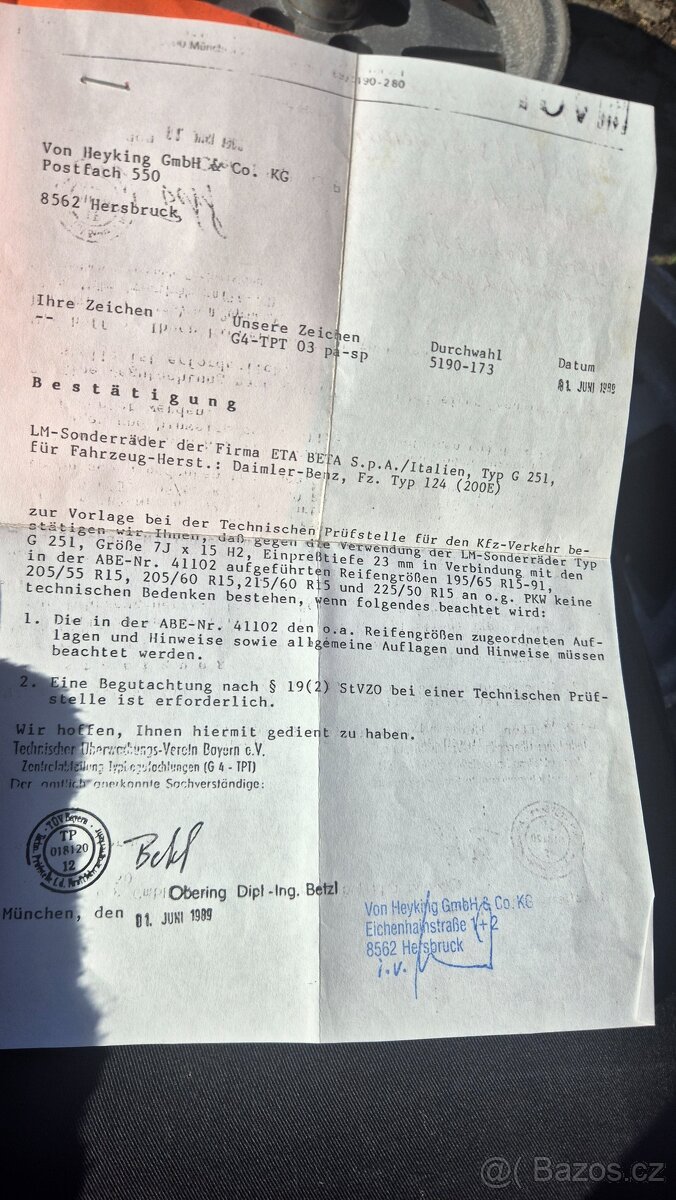 190-280
Von Heyking GmbH & Co. KG
Postfach 550
8562 Hersbruck
Ihre Zeichen
--
Unsere Zeichen
G4-TPT 03 pa-sp
Durchwahl
5190-173
Datum
01. JUNI 1989
Bestätigung
LM-Sonderräder der Firma ETA BETA S.p.A./Italien, Typ G 251,
für Fahrzeug-Herst.: Daimler-Benz, Fz. Typ 124 (200E)
zur Vorlage bei der Technischen Prüfstelle für den Kfz-Verkehr be-
stätigen wir Ihnen, daß gegen die Verwendung der LM-Sonderräder Typ
G 251, Größe 7J x 15 H2, Einpreßtiefe 23 mm in Verbindung mit den
in der ABE-Nr. 41102 aufgeführten Reifengrößen 195/65 R15-91,
205/55 R15, 205/60 R15,215/60 R15 und 225/50 R15 an o.g. PKW keine
technischen Bedenken bestehen, wenn folgendes beachtet wird:
1. Die in der ABE-Nr. 41102 den o.a. Reifengrößen zugeordneten Auf-
lagen und Hinweise sowie allgemeine Auflagen und Hinweise müssen
beachtet werden.
2. Eine Begutachtung nach § 19(2) StVZO bei einer Technischen Prüf-
stelle ist erforderlich.
Wir hoffen, Ihnen hiermit gedient zu haben.
Technischer Überwachungs-Verein Bayern e.V.
Zentralabteilung Typbegutachtungen (G 4 - TPT)
Der amtlich anerkannte Sachverständige:
TÜV Bayern
TP
018120
12
Betzl
Obering Dipl-Ing. Betzl
München, den 01. JUNI 1989
Von Heyking GmbH & Co. KG
Eichenhainstraße 1+2
8562 Hersbruck
i.v.
@( Bazos.cz